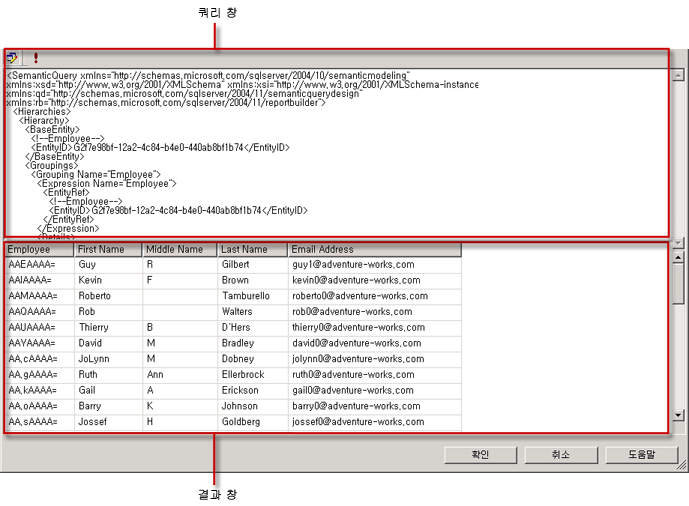 쿼리 창
<SemanticQuery xmlns="http://schemas,microsoft,com/sqlserver/2004/10/semanticmodeling"
xmlns:xsd="http://www,w3,org/2001/XMLSchema" xmlns:xsi="http://www,w3,org/2001/XMLSchema-instance
xmlns:qd="http://schemas,microsoft,com/sqlserver/2004/11/semanticquerydesign"
xmlns:rb="http://schemas,microsoft,com/sqlserver/2004/11/reportbuilder">
<Hierarchies>
<Hierarchy>
<BaseEntity>
<!--Employee-->
<EntityID>G2f7e98bf-12a2-4c84-b4e0-440ab8bf1b74</EntityID>
</BaseEntity>
<Groupings>
<Grouping Name="Employee">
<Expression Name="Employee">
<EntityRef>
<!--Employee-->
<EntityID>G2f7e98bf-12a2-4c84-b4e0-440ab8bf1b74</EntityID>
</EntityRef>
</Expression>
<Details>
Employee First Name Middle Name Last Name Email Address
AAEAAAA= Guy R Gilbert guy1@adventure-works,com
AAIAAAA= Kevin F Brown kevin0@adventure-works,com
AAMAAAA= Roberto Tamburello roberto0@adventure-works,com
AAQAAAA= Rob Walters rob0@adventure-works,com
AAUAAAA= Thierry B D'Hers thierry0@adventure-works,com
AAYAAAA= David M Bradley david0@adventure-works,com
AA,cAAAA= JoLynn M Dobney jolynn0@adventure-works,com
AA,gAAAA= Ruth Ann Ellerbrock ruth0@adventure-works,com
AA,kAAAA= Gail A Erickson gail0@adventure-works,com
AA,oAAAA= Barry K Johnson barry0@adventure-works,com
AA,sAAAA= Jossef H Goldberg jossef0@adventure-works,com
확인 취소 도움말
결과 창